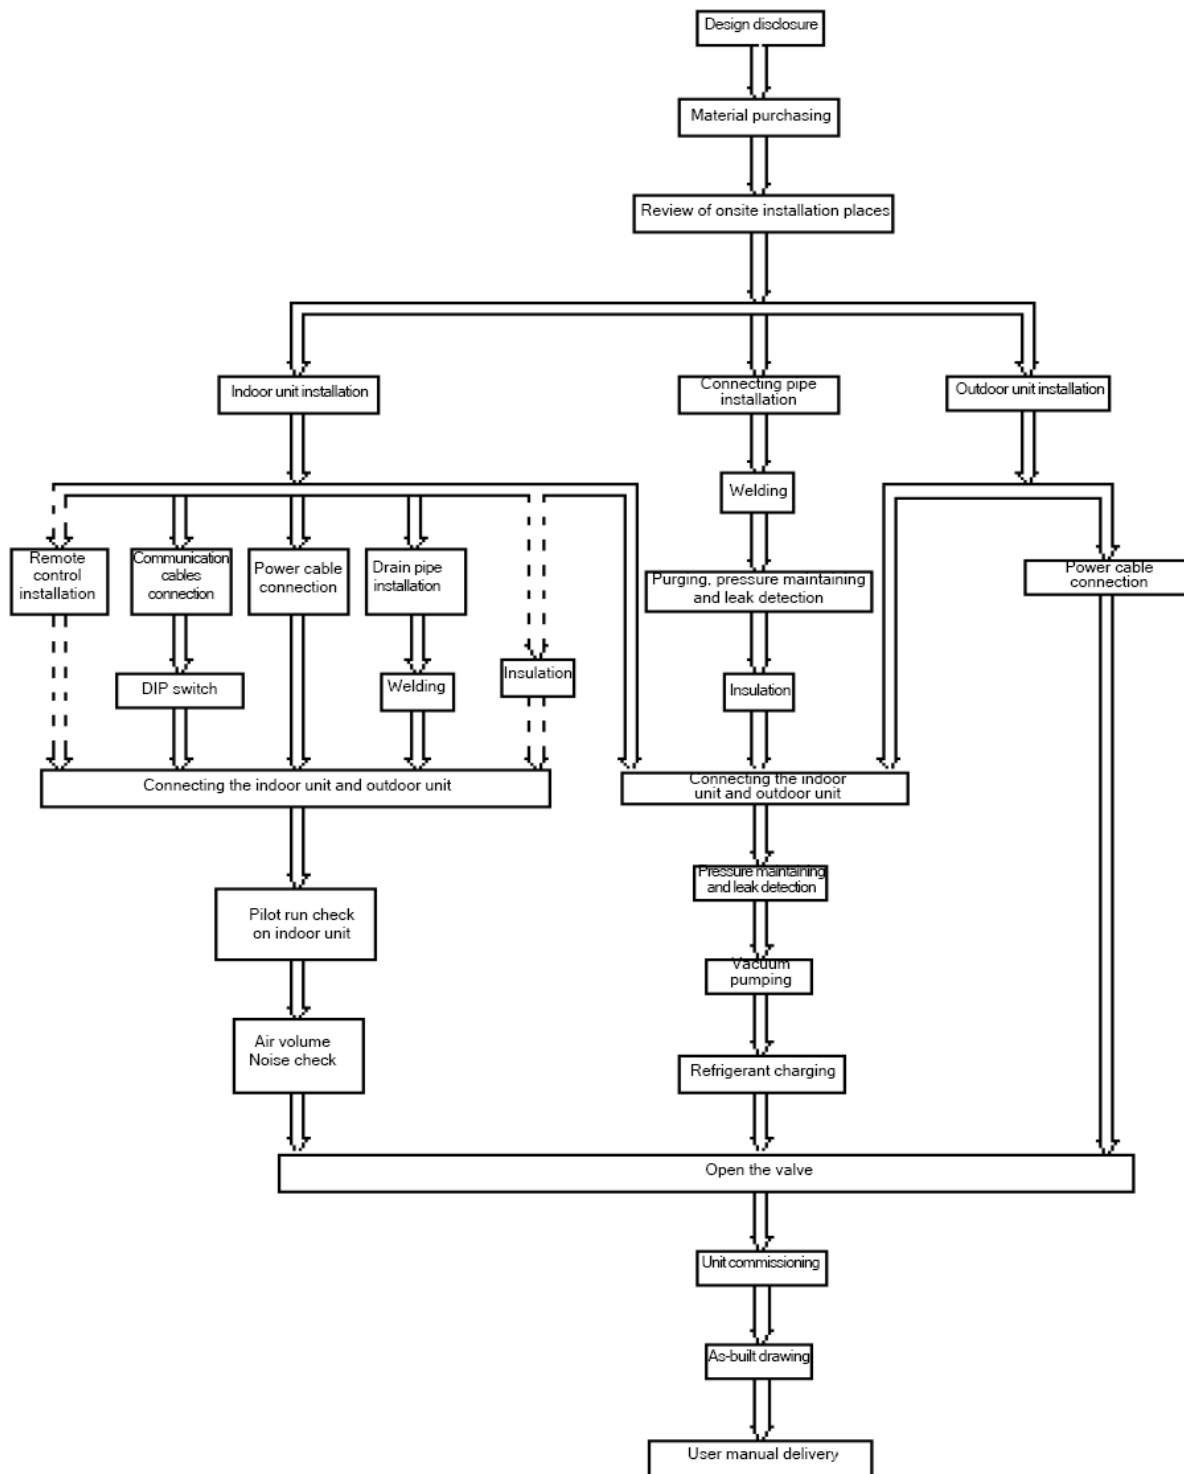 Design disclosure
Material purchasing
Review of onsite installation places
Indoor unit installation
Connecting pipe
installation
Outdoor unit installation
Welding
Remote
control
installation
Communication
cables
connection
Power cable
connection
Drain pipe
installation
Purging, pressure maintaining
and leak detection
Power cable
connection
DIP switch
Welding
Insulation
Insulation
Connecting the indoor unit and outdoor unit
Connecting the indoor
unit and outdoor unit
Pressure maintaining
and leak detection
Pilot run check
on indoor unit
Vacuum
pumping
Air volume
Noise check
Refrigerant charging
Open the valve
Unit commissioning
As-built drawing
User manual delivery